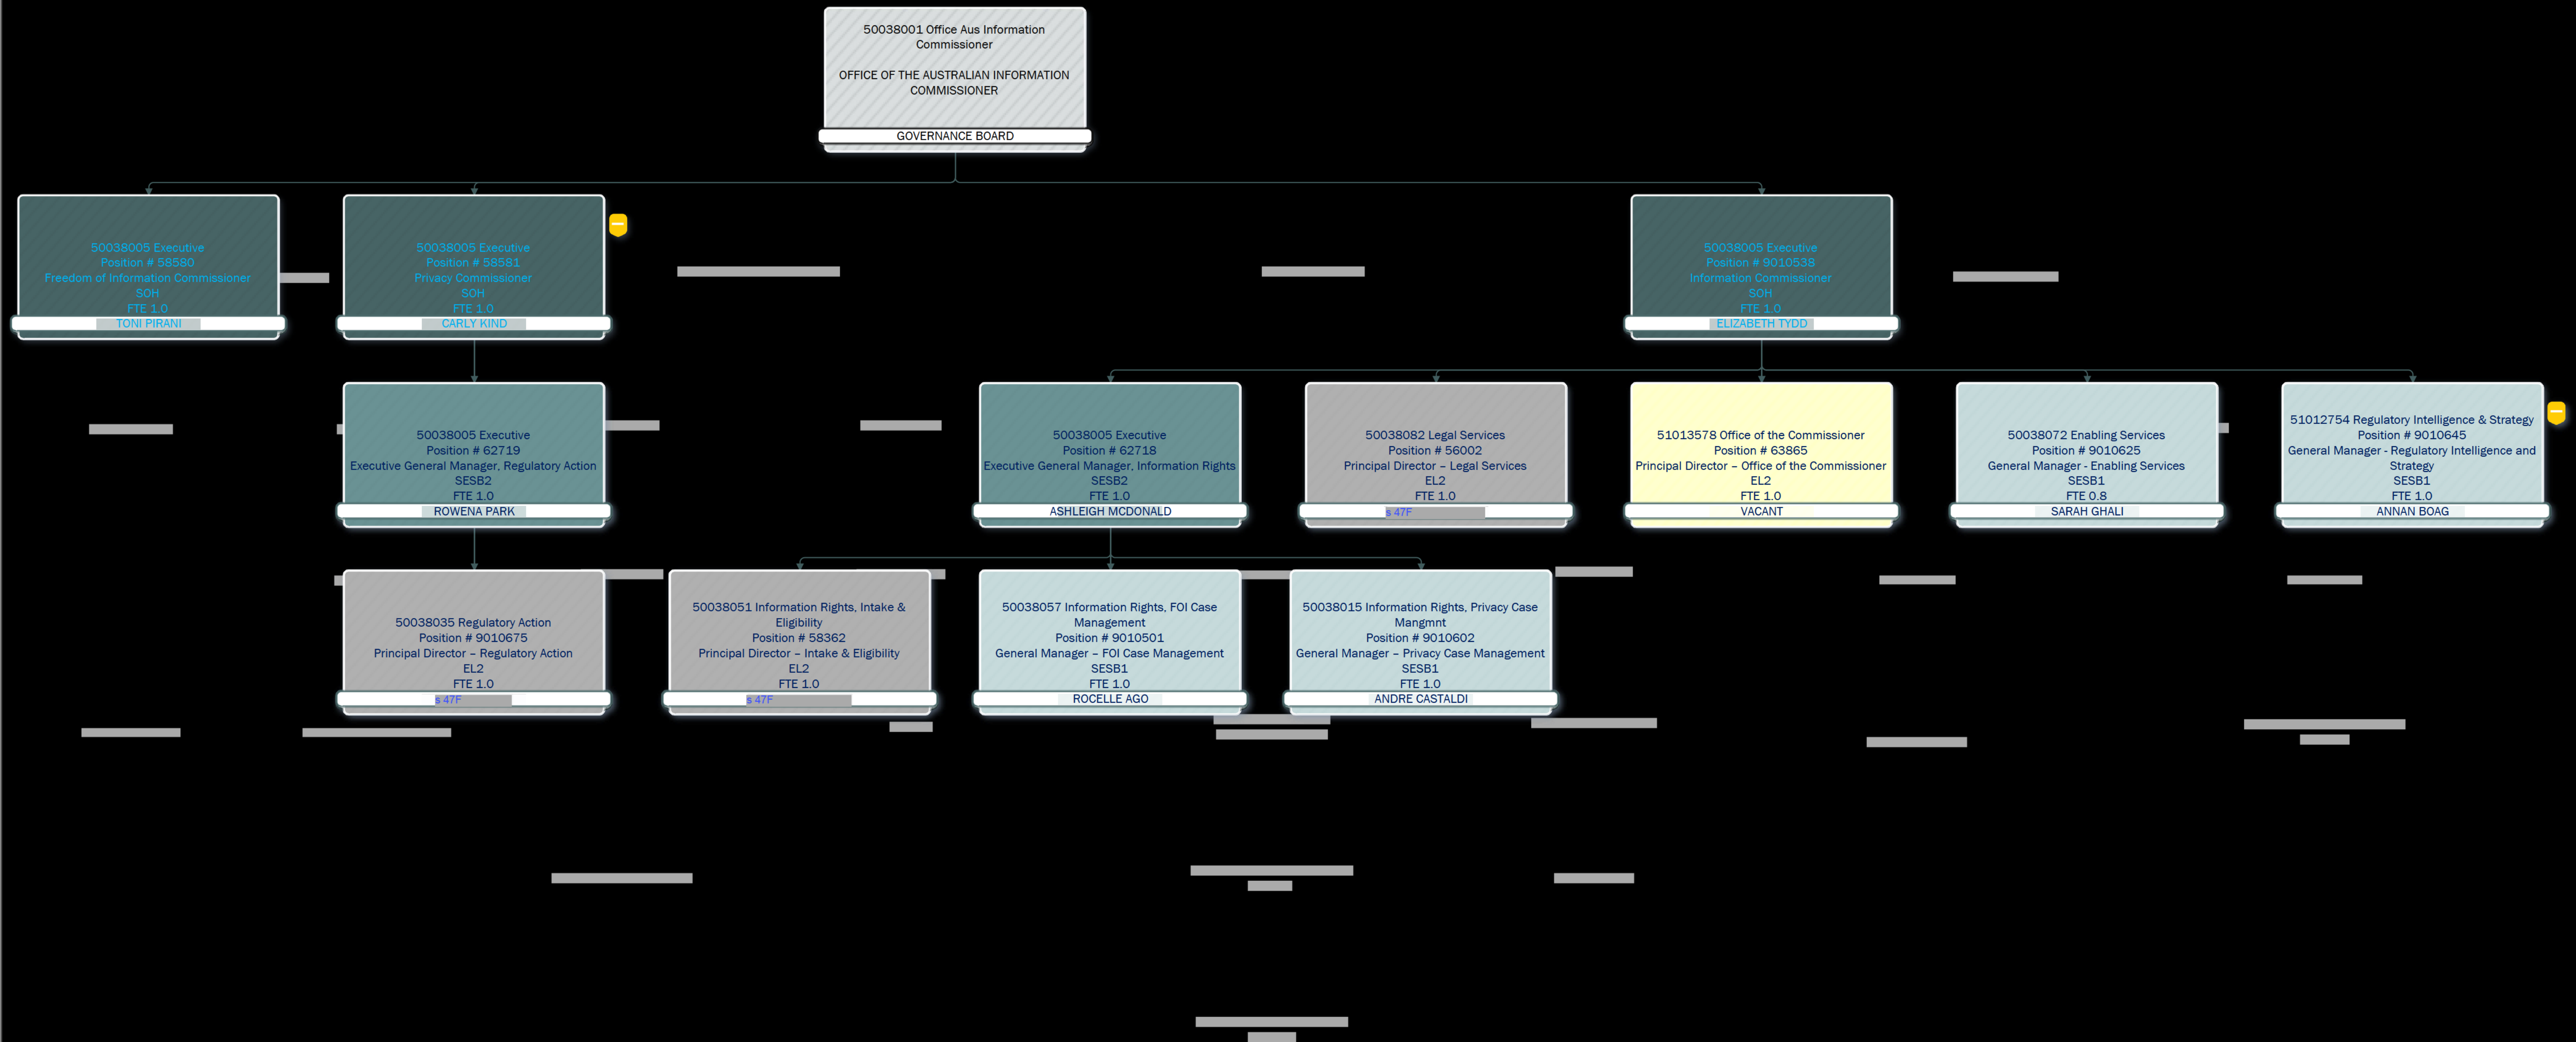 50038001 Office Aus Information
Commissioner
OFFICE OF THE AUSTRALIAN INFORMATION
COMMISSIONER
GOVERNANCE BOARD
50038005 Executive
Position # 58580
Freedom of Information Commissioner
SOH
FTE 1.0
TONI PIRANI
50038005 Executive
Position # 58581
Privacy Commissioner
SOH
FTE 1.0
CARLY KIND
50038005 Executive
Position # 9010538
Information Commissioner
SOH
FTE 1.0
ELIZABETH TYDD
50038005 Executive
Position # 62719
Executive General Manager, Regulatory Action
SESB2
FTE 1.0
ROWENA PARK
50038005 Executive
Position # 62718
Executive General Manager, Information Rights
SESB2
FTE 1.0
ASHLEIGH MCDONALD
50038082 Legal Services
Position # 56002
Principal Director – Legal Services
EL2
FTE 1.0
s 47F
51013578 Office of the Commissioner
Position # 63865
Principal Director – Office of the Commissioner
EL2
FTE 1.0
VACANT
50038072 Enabling Services
Position # 9010625
General Manager - Enabling Services
SESB1
FTE 0.8
SARAH GHALI
51012754 Regulatory Intelligence & Strategy
Position # 9010645
General Manager - Regulatory Intelligence and
Strategy
SESB1
FTE 1.0
ANNAN BOAG
50038035 Regulatory Action
Position # 9010675
Principal Director – Regulatory Action
EL2
FTE 1.0
s 47F
50038051 Information Rights, Intake &
Eligibility
Position # 58362
Principal Director – Intake & Eligibility
EL2
FTE 1.0
s 47F
50038057 Information Rights, FOI Case
Management
Position # 9010501
General Manager – FOI Case Management
SESB1
FTE 1.0
ROCELLE AGO
50038015 Information Rights, Privacy Case
Mangmnt
Position # 9010602
General Manager – Privacy Case Management
SESB1
FTE 1.0
ANDRE CASTALDI